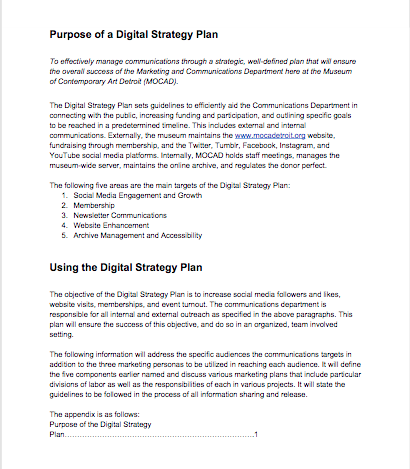 Purpose of a Digital Strategy Plan
To effectively manage communications through a strategic, well-defined plan that will ensure
the overall success of the Marketing and Communications Department here at the Museum
of Contemporary Art Detroit (MOCAD).
The Digital Strategy Plan sets guidelines to efficiently aid the Communications Department in
connecting with the public, increasing funding and participation, and outlining specific goals
to be reached in a predetermined timeline. This includes external and internal
communications. Externally, the museum maintains the www.mocadetroit.org website,
fundraising through membership, and the Twitter, Tumblr, Facebook, Instagram, and
YouTube social media platforms. Internally, MOCAD holds staff meetings, manages the
museum-wide server, maintains the online archive, and regulates the donor perfect.
The following five areas are the main targets of the Digital Strategy Plan:
1. Social Media Engagement and Growth
2. Membership
3. Newsletter Communications
4. Website Enhancement
5. Archive Management and Accessibility
Using the Digital Strategy Plan
The objective of the Digital Strategy Plan is to increase social media followers and likes,
website visits, memberships, and event turnout. The communications department is
responsible for all internal and external outreach as specified in the above paragraphs. This
plan will ensure the success of this objective, and do so in an organized, team involved
setting.
The following information will address the specific audiences the communications targets in
addition to the three marketing personas to be utilized in reaching each audience. It will define
the five components earlier named and discuss various marketing plans that include particular
divisions of labor as well as the responsibilities of each in various projects. It will state the
guidelines to be followed in the process of all information sharing and release.
The appendix is as follows:
Purpose of the Digital Strategy
Plan……………………………………………………………………..1